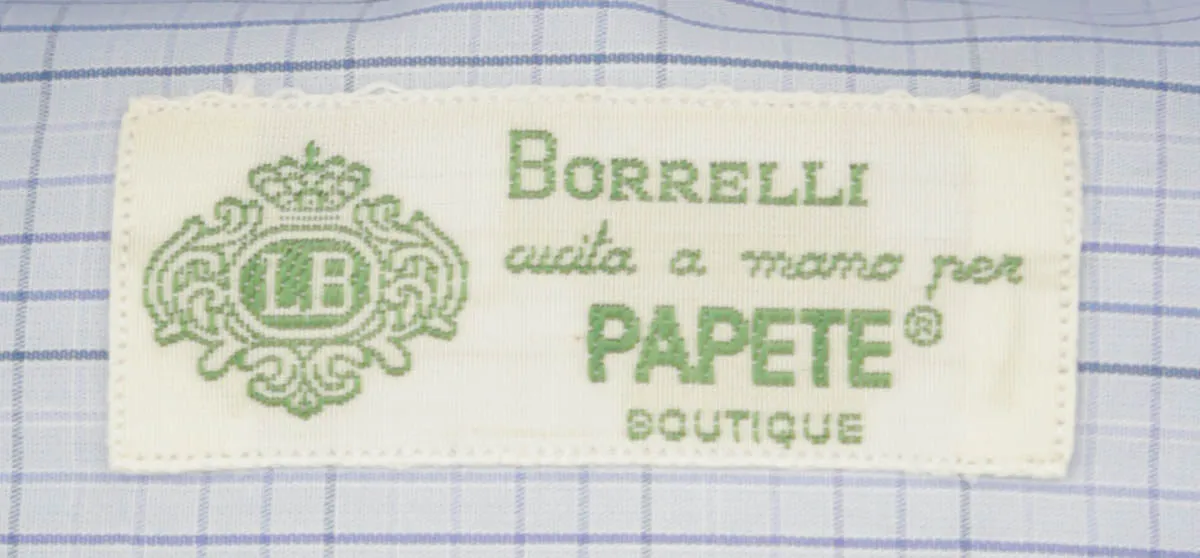 LB
BORRELLI
cucita a mano per
PAPETE®
BOUTIQUE